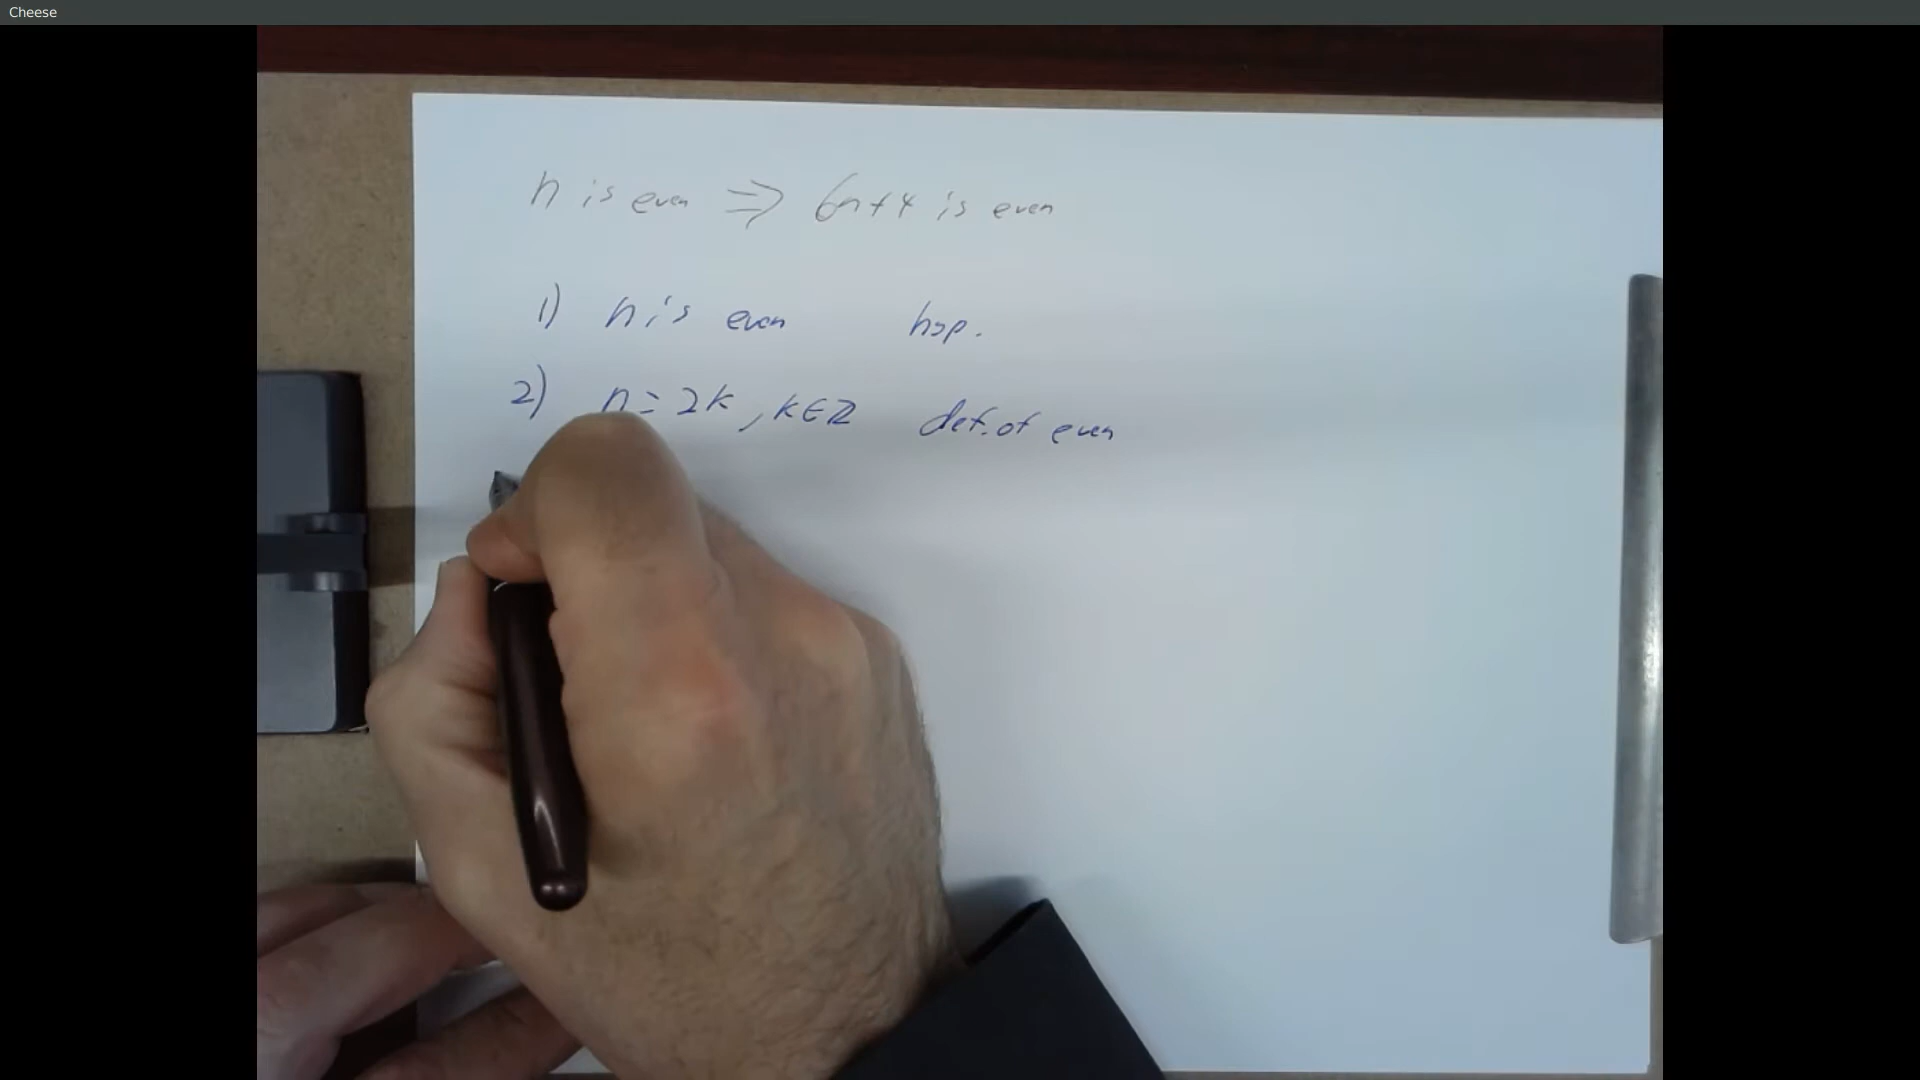 Cheese
n is even ⇒ 6n+4 is even
1) n is even hyp.
2) n = 2k, k∈ℤ def. of even